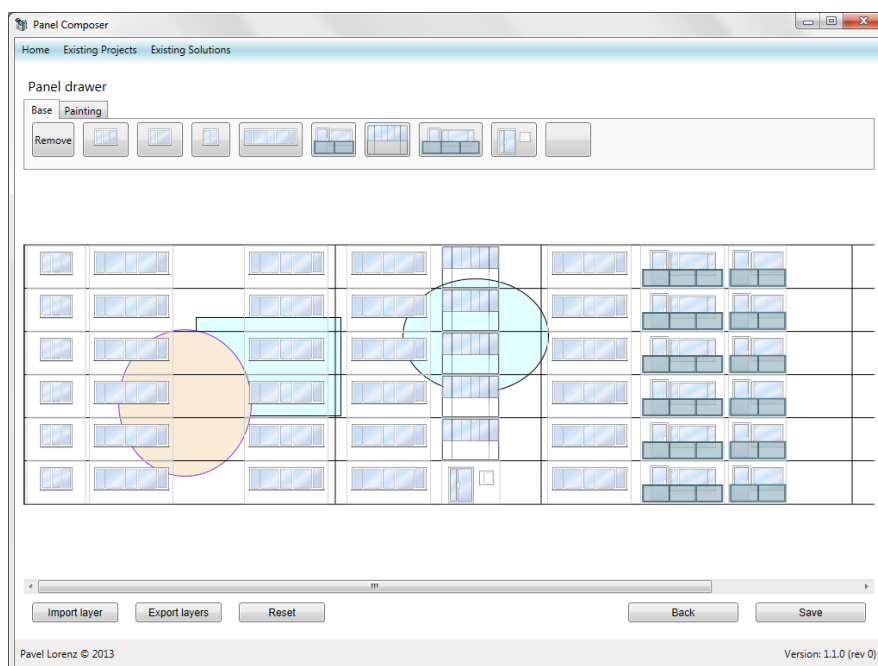 Panel Composer
Home Existing Projects Existing Solutions
Panel drawer
Base Painting
Remove
Import layer Export layers Reset Back Save
Pavel Lorenz © 2013 Version: 1.1.0 (rev 0)